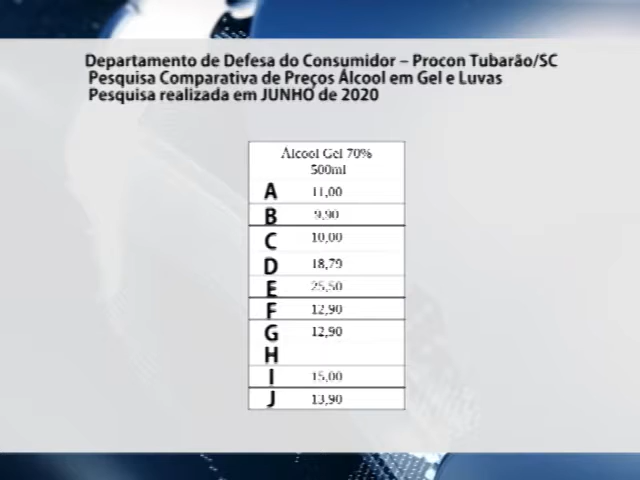 Departamento de Defesa do Consumidor – Procon Tubarão/SC
Pesquisa Comparativa de Preços Álcool em Gel e Luvas
Pesquisa realizada em JUNHO de 2020
Álcool Gel 70%
500ml
A 11,00
B 9,90
C 10,00
D 18,79
E 25,50
F 12,90
G 12,90
H
I 15,00
J 13,90